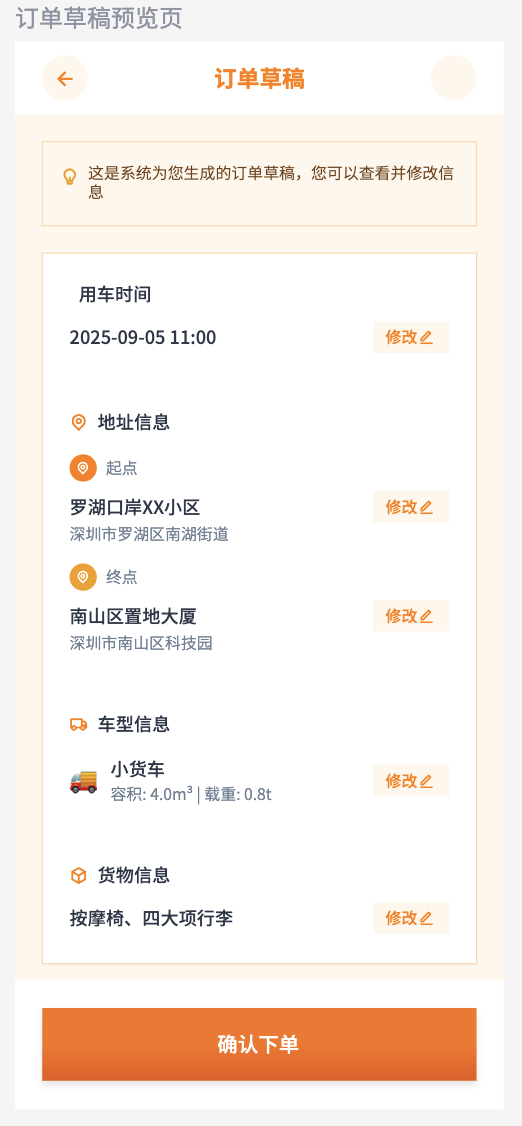 订单草稿预览页
订单草稿
这是系统为您生成的订单草稿，您可以查看并修改信
息
用车时间
2025-09-05 11:00
修改
地址信息
起点
罗湖口岸XX小区
修改
深圳市罗湖区南湖街道
终点
南山区置地大厦
修改
深圳市南山区科技园
车型信息
小货车
修改
容积: 4.0m³ | 载重: 0.8t
货物信息
按摩椅、四大项行李
修改
确认下单